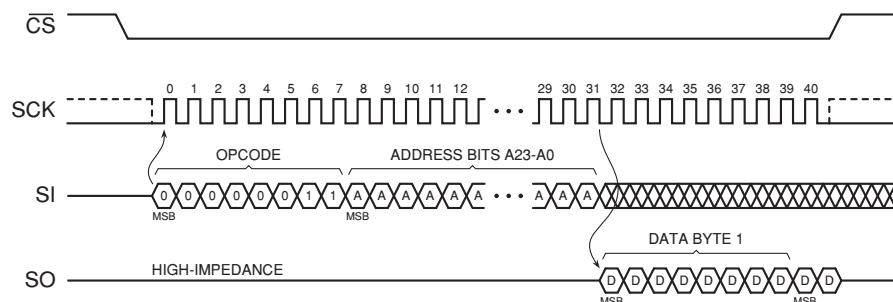 CS
0 1 2 3 4 5 6 7 8 9 10 11 12 29 30 31 32 33 34 35 36 37 38 39 40
SCK
OPCODE ADDRESS BITS A23-A0
SI 0 0 0 0 0 0 1 1 A A A A A A A A A
MSB MSB
DATA BYTE 1
HIGH-IMPEDANCE
SO D D D D D D D D D D
MSB MSB